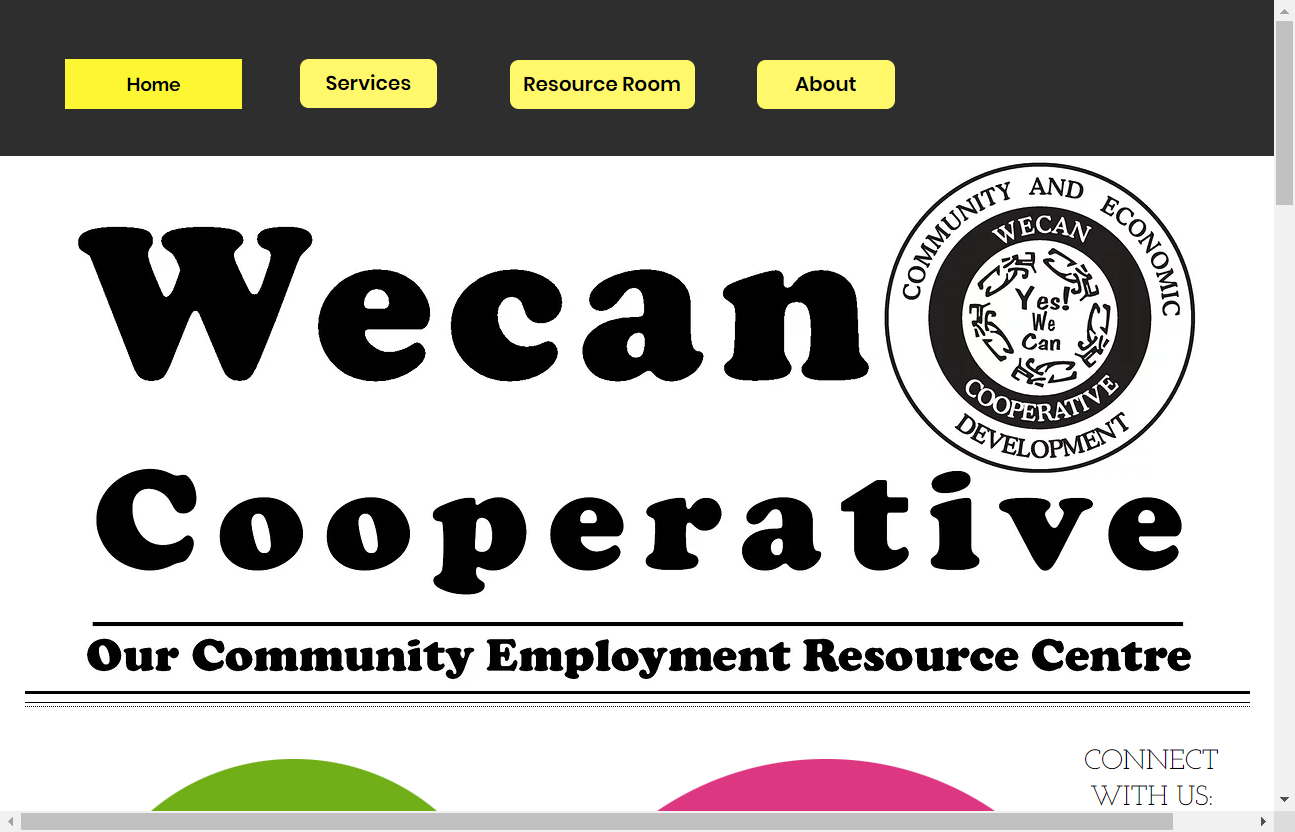 Home
Services
Resource Room
About
Wecan
COMMUNITY AND ECONOMIC
WECAN
Yes!
We
Can
COOPERATIVE
DEVELOPMENT
Cooperative
Our Community Employment Resource Centre
CONNECT
WITH US: